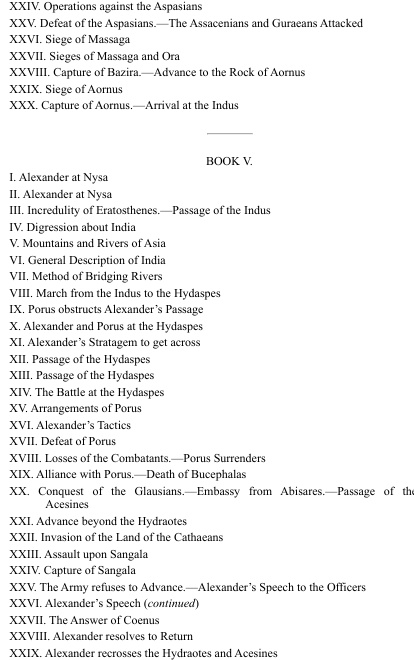 XXIV. Operations against the Aspasians
XXV. Defeat of the Aspasians.—The Assacenians and Guraeans Attacked
XXVI. Siege of Massaga
XXVII. Sieges of Massaga and Ora
XXVIII. Capture of Bazira.—Advance to the Rock of Aornus
XXIX. Siege of Aornus
XXX. Capture of Aornus.—Arrival at the Indus
BOOK V.
I. Alexander at Nysa
II. Alexander at Nysa
III. Incredulity of Eratosthenes.—Passage of the Indus
IV. Digression about India
V. Mountains and Rivers of Asia
VI. General Description of India
VII. Method of Bridging Rivers
VIII. March from the Indus to the Hydaspes
IX. Porus obstructs Alexander’s Passage
X. Alexander and Porus at the Hydaspes
XI. Alexander’s Stratagem to get across
XII. Passage of the Hydaspes
XIII. Passage of the Hydaspes
XIV. The Battle at the Hydaspes
XV. Arrangements of Porus
XVI. Alexander’s Tactics
XVII. Defeat of Porus
XVIII. Losses of the Combatants.—Porus Surrenders
XIX. Alliance with Porus.—Death of Bucephalas
XX. Conquest of the Glausians.—Embassy from Abisares.—Passage of the
Acesines
XXI. Advance beyond the Hydraotes
XXII. Invasion of the Land of the Cathaeans
XXIII. Assault upon Sangala
XXIV. Capture of Sangala
XXV. The Army refuses to Advance.—Alexander’s Speech to the Officers
XXVI. Alexander’s Speech (continued)
XXVII. The Answer of Coenus
XXVIII. Alexander resolves to Return
XXIX. Alexander recrosses the Hydraotes and Acesines